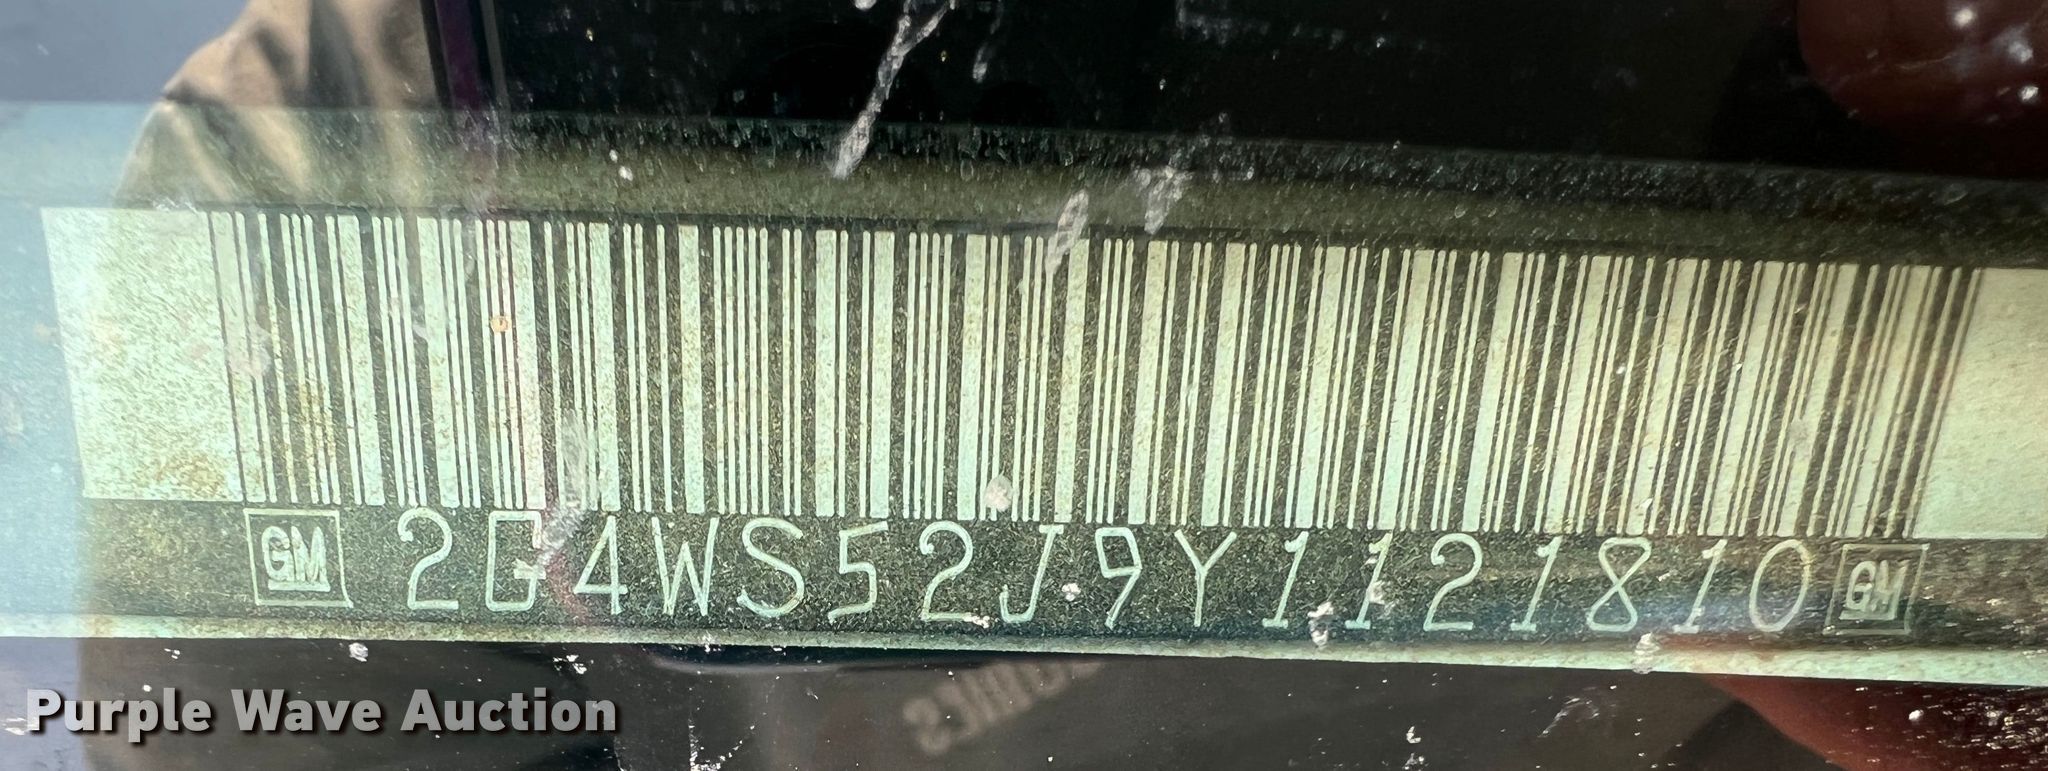 GM 2G4WS52J9Y1121810 GM
Purple Wave Auction